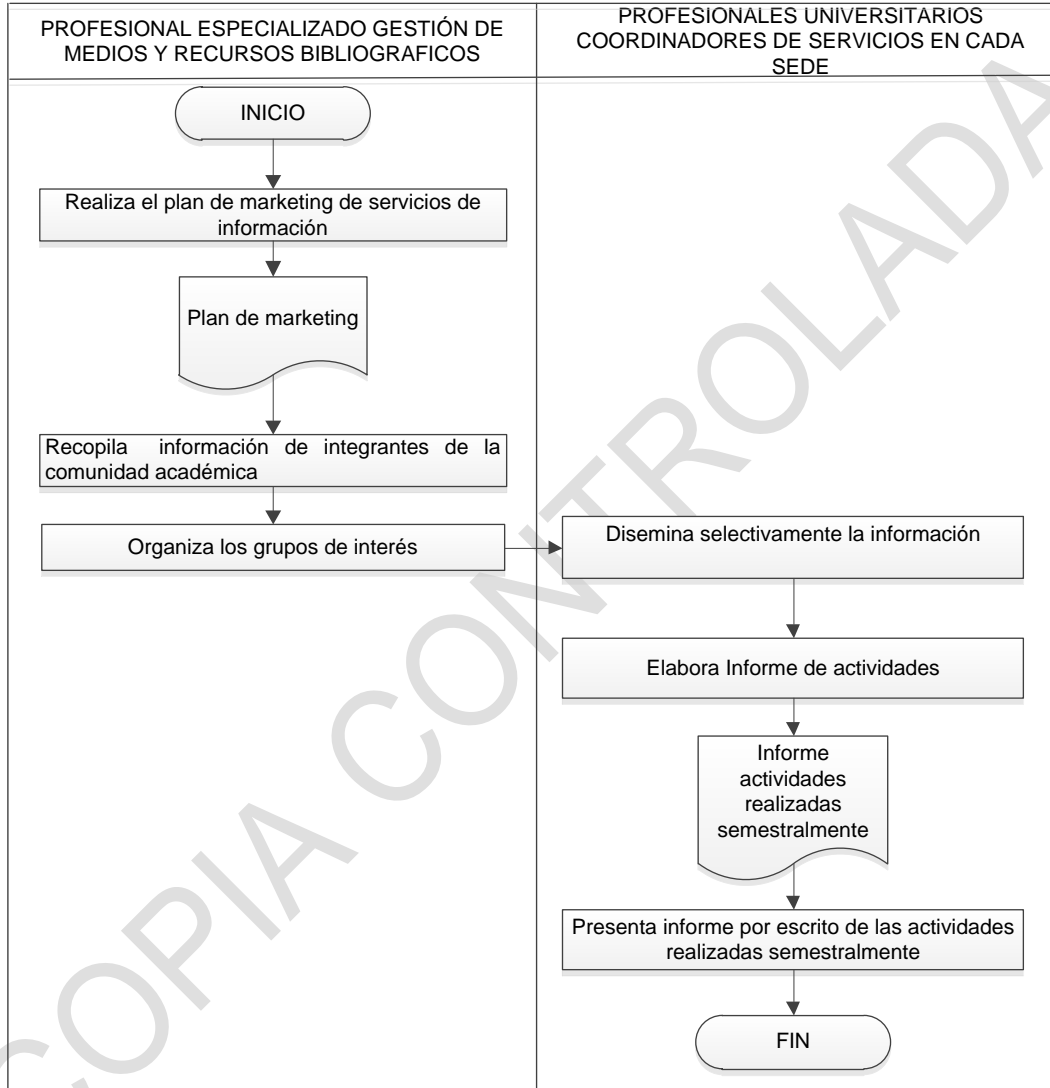 PROFESIONAL ESPECIALIZADO GESTIÓN DE
MEDIOS Y RECURSOS BIBLIOGRAFICOS
PROFESIONALES UNIVERSITARIOS
COORDINADORES DE SERVICIOS EN CADA
SEDE
INICIO
Realiza el plan de marketing de servicios de
información
Plan de marketing
Recopila información de integrantes de la
comunidad académica
Organiza los grupos de interés
Disemina selectivamente la información
Elabora Informe de actividades
Informe
actividades
realizadas
semestralmente
Presenta informe por escrito de las actividades
realizadas semestralmente
FIN
COPIA CONTROLADA